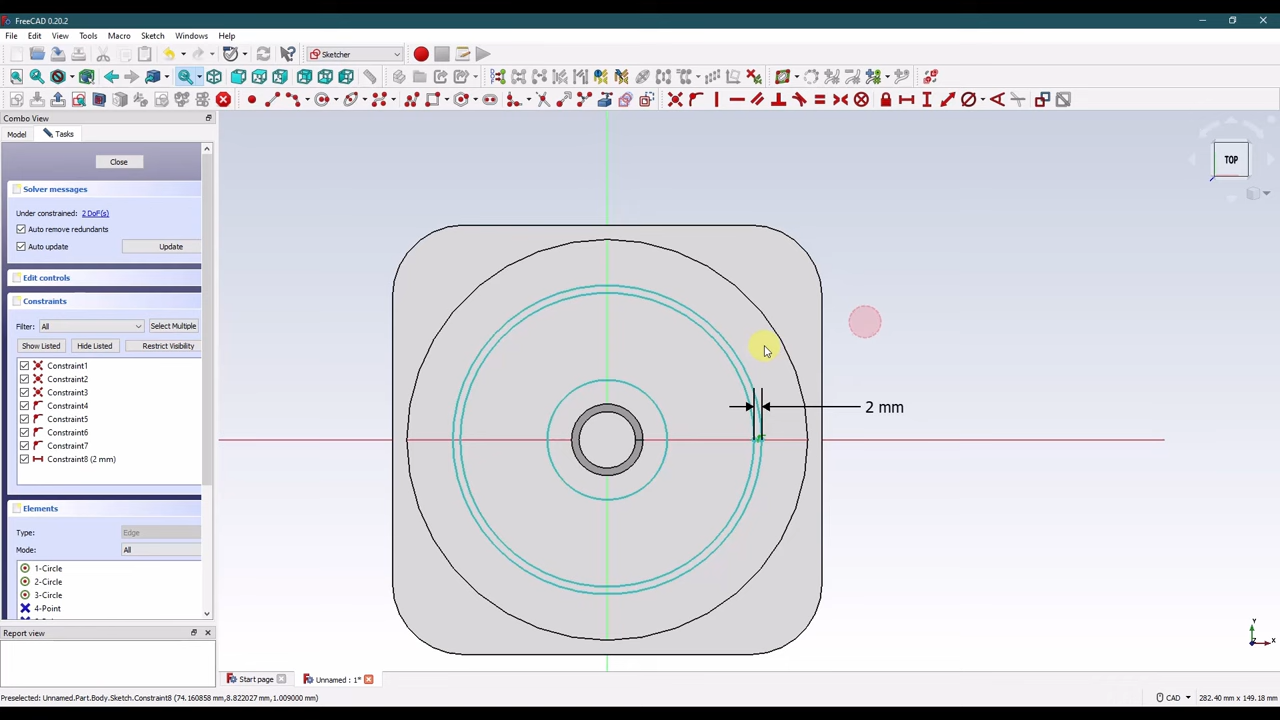 FreeCAD 0.20.2
File Edit View Tools Macro Sketch Windows Help
Sketcher
Combo View
Model Tasks
Close
TOP
Solver messages
Under constrained: 2 DoF(s)
Auto remove redundants
Auto update Update
Edit controls
Constraints
Filter: All Select Multiple
Show Listed Hide Listed Restrict Visibility
Constraint1
Constraint2
Constraint3
Constraint4
Constraint5
Constraint6
Constraint7
Constraint8 (2 mm)
2 mm
Elements
Type: Edge
Mode: All
1-Circle
2-Circle
3-Circle
4-Point
Report view
Y
Z X
Start page Unnamed : 1*
Preselected: Unnamed.Part.Body.Sketch.Constraint8 (74.160858 mm,8.822027 mm,1.009000 mm) CAD 282.40 mm x 149.18 mm